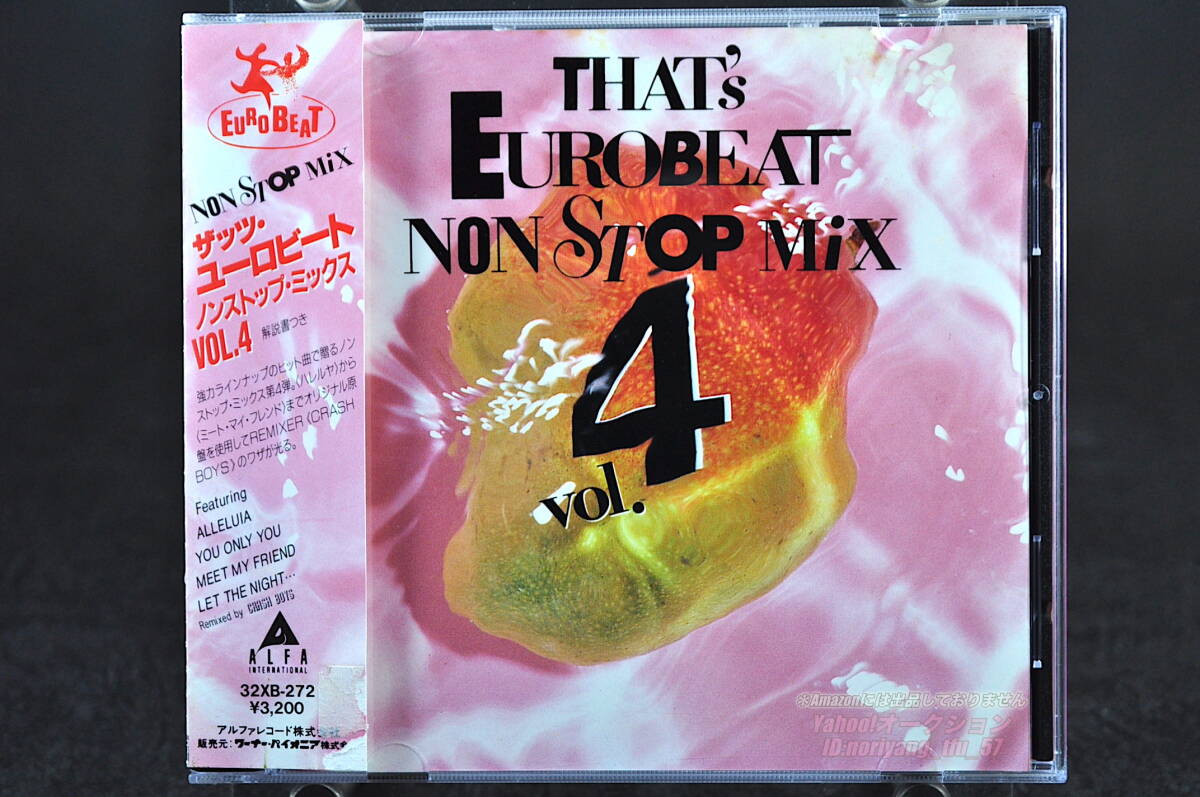 EUROBEAT
NON STOP MiX
ザッツ・
ユーロビート
ノンストップ・ミックス
VOL.4 解説書つき
強力ラインナップのヒット曲で贈るノン
ストップ・ミックス第4弾。〈ハレルヤ〉から
〈ミート・マイ・フレンド〉までオリジナル原
盤を使用してREMIXER《CRASH
BOYS》のワザが光る。
Featuring
ALLELUIA
YOU ONLY YOU
MEET MY FRIEND
LET THE NIGHT…
Remixed by CRASH BOYS
ALFA
INTERNATIONAL
32XB-272
¥3,200
アルファレコード株式
販売元:ワーナー・パイオニア株式
THAT's
EUROBEAT
NON STOP MiX
4
vol.
※Amazonには出品しておりません
Yahoo!オークション
ID:noriyang_tfu_57